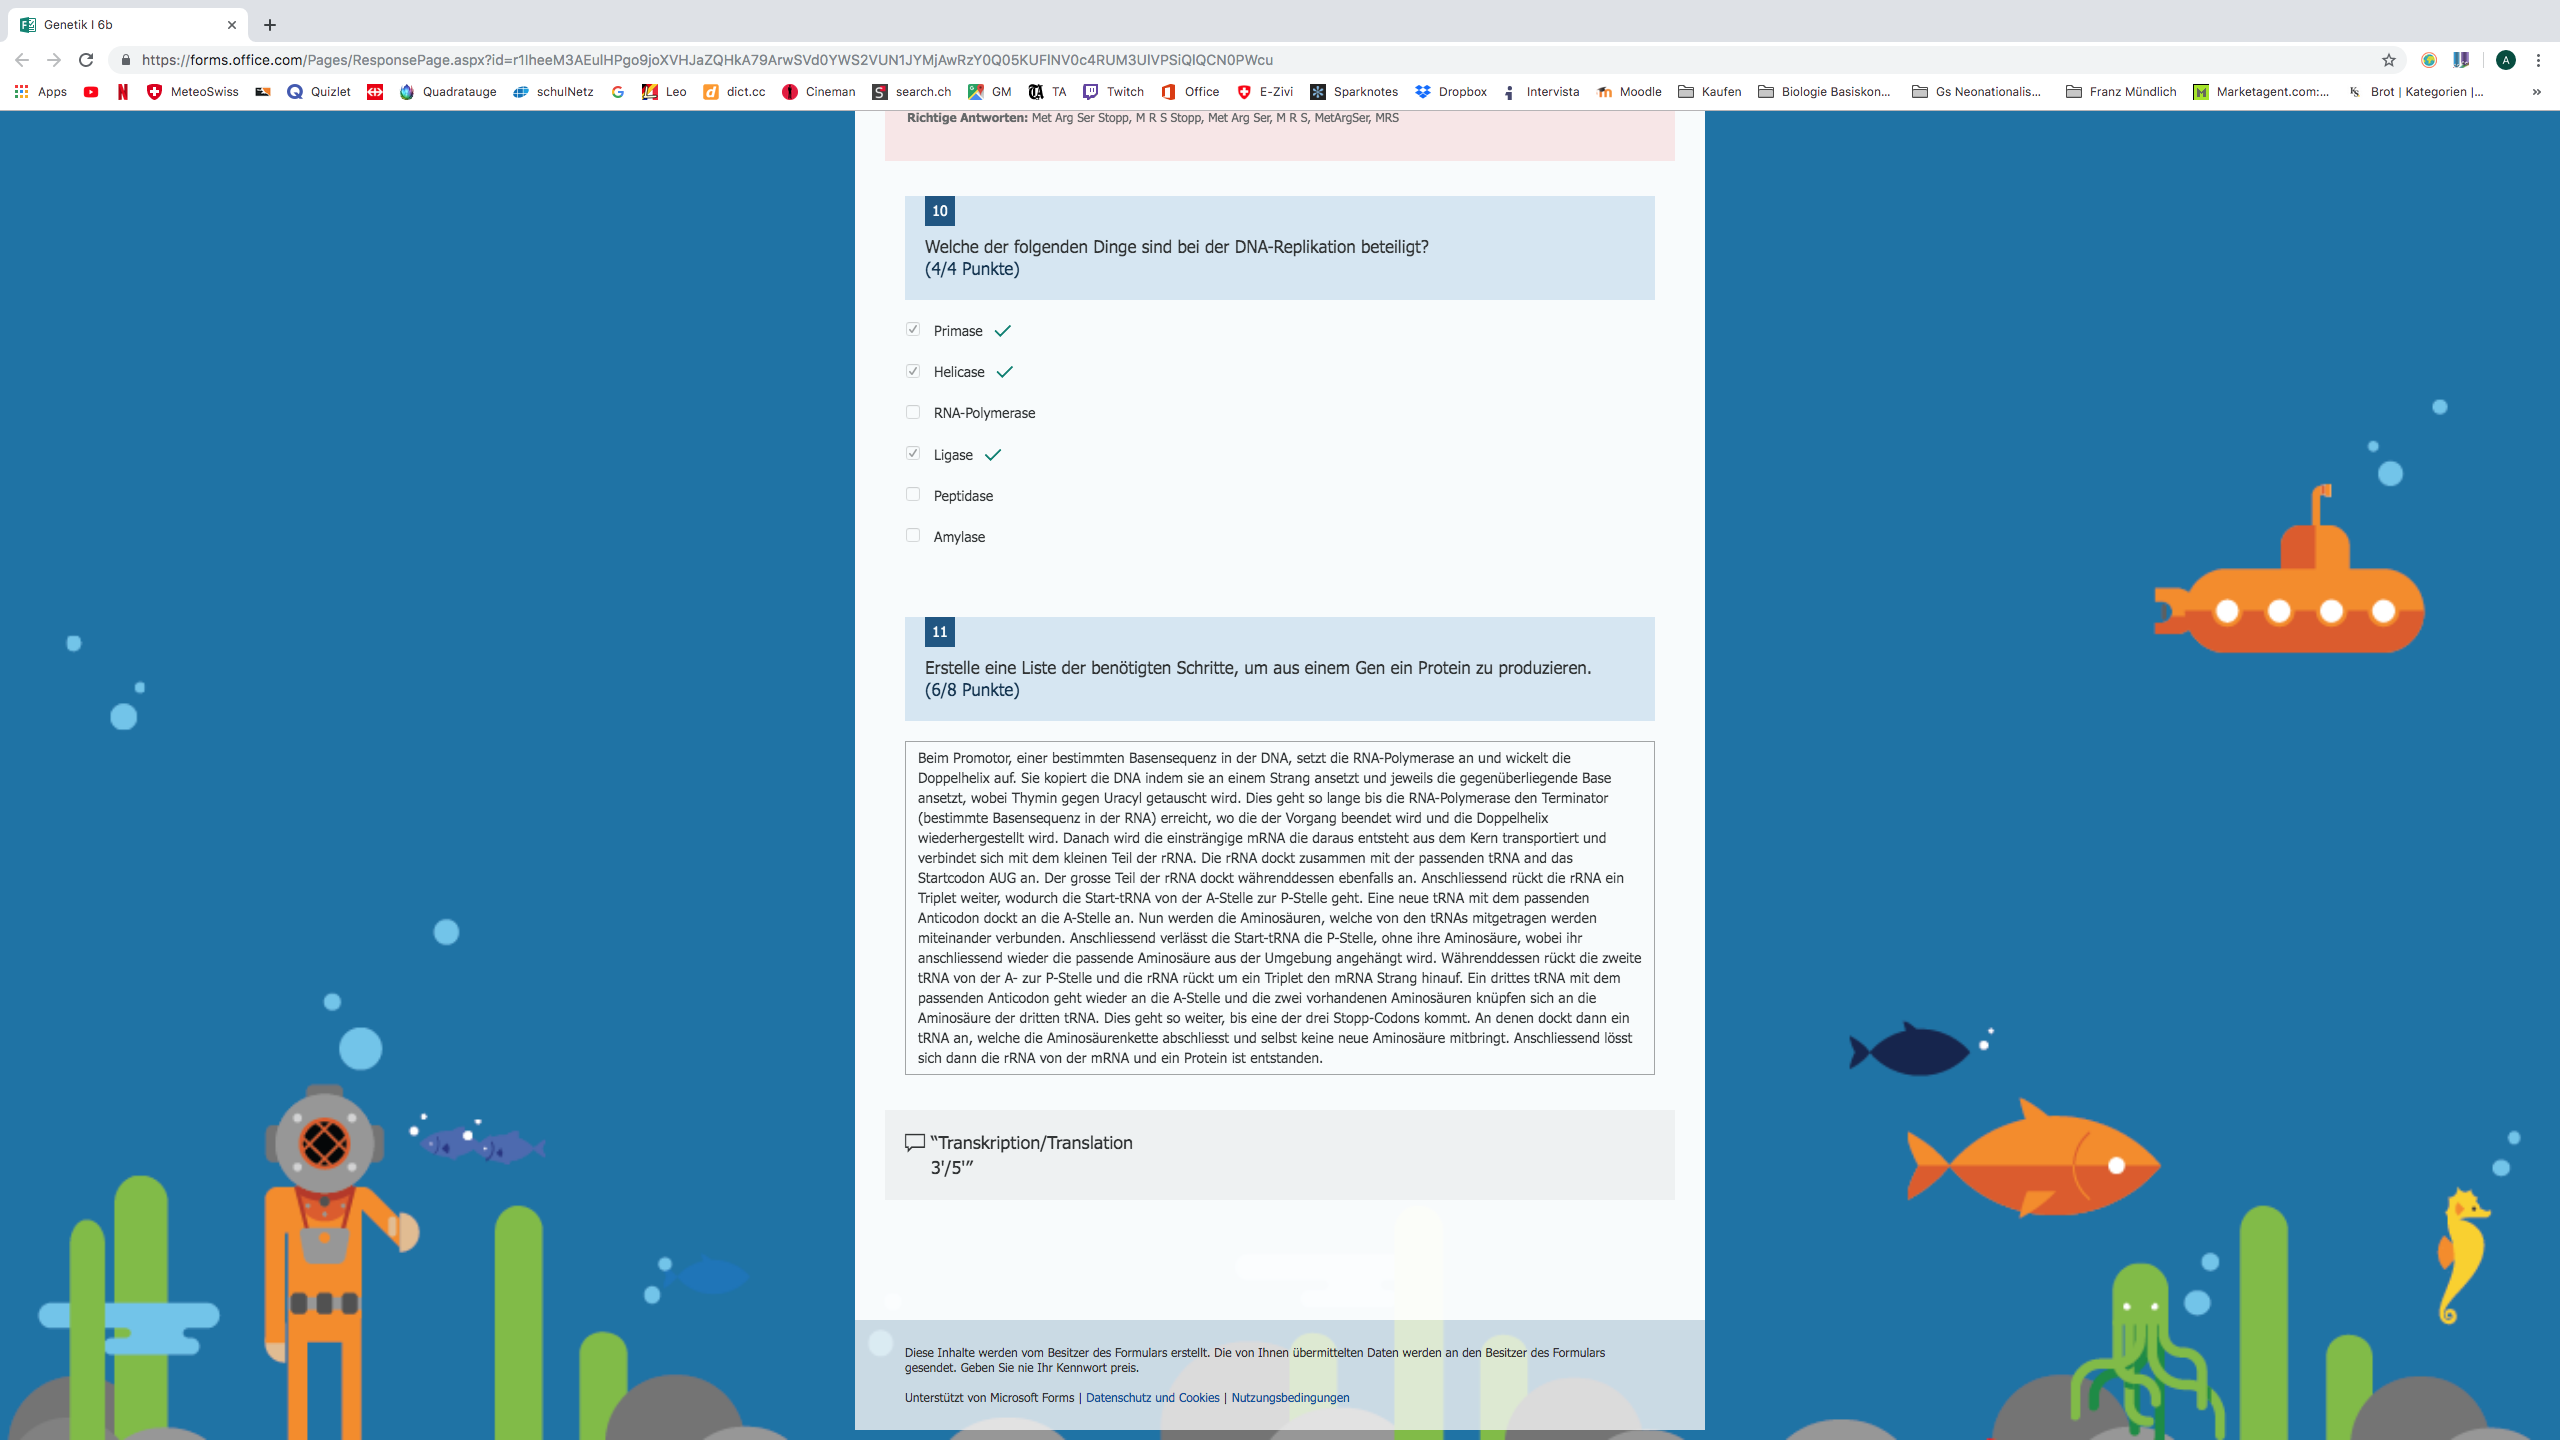 Genetik I 6b
https://forms.office.com/Pages/ResponsePage.aspx?id=r1IheeM3AEulHPgo9joXVHJaZQHkA79ArwSVd0YWS2VUN1JYMjAwRzY0Q05KUFlNV0c4RUM3UlVPSiQlQCN0PWcu
A
Apps MeteoSwiss Quizlet Quadratauge schulNetz Leo dict.cc Cineman search.ch GM TA Twitch Office E-Zivi Sparknotes Dropbox Intervista Moodle Kaufen Biologie Basiskon... Gs Neonationalis... Franz Mündlich Marketagent.com:... Brot | Kategorien |... »
Richtige Antworten: Met Arg Ser Stopp, M R S Stopp, Met Arg Ser, M R S, MetArgSer, MRS
10
Welche der folgenden Dinge sind bei der DNA-Replikation beteiligt?
(4/4 Punkte)
Primase
Helicase
RNA-Polymerase
Ligase
Peptidase
Amylase
11
Erstelle eine Liste der benötigten Schritte, um aus einem Gen ein Protein zu produzieren.
(6/8 Punkte)
Beim Promotor, einer bestimmten Basensequenz in der DNA, setzt die RNA-Polymerase an und wickelt die
Doppelhelix auf. Sie kopiert die DNA indem sie an einem Strang ansetzt und jeweils die gegenüberliegende Base
ansetzt, wobei Thymin gegen Uracyl getauscht wird. Dies geht so lange bis die RNA-Polymerase den Terminator
(bestimmte Basensequenz in der RNA) erreicht, wo die der Vorgang beendet wird und die Doppelhelix
wiederhergestellt wird. Danach wird die einsträngige mRNA die daraus entsteht aus dem Kern transportiert und
verbindet sich mit dem kleinen Teil der rRNA. Die rRNA dockt zusammen mit der passenden tRNA and das
Startcodon AUG an. Der grosse Teil der rRNA dockt währenddessen ebenfalls an. Anschliessend rückt die rRNA ein
Triplet weiter, wodurch die Start-tRNA von der A-Stelle zur P-Stelle geht. Eine neue tRNA mit dem passenden
Anticodon dockt an die A-Stelle an. Nun werden die Aminosäuren, welche von den tRNAs mitgetragen werden
miteinander verbunden. Anschliessend verlässt die Start-tRNA die P-Stelle, ohne ihre Aminosäure, wobei ihr
anschliessend wieder die passende Aminosäure aus der Umgebung angehängt wird. Währenddessen rückt die zweite
tRNA von der A- zur P-Stelle und die rRNA rückt um ein Triplet den mRNA Strang hinauf. Ein drittes tRNA mit dem
passenden Anticodon geht wieder an die A-Stelle und die zwei vorhandenen Aminosäuren knüpfen sich an die
Aminosäure der dritten tRNA. Dies geht so weiter, bis eine der drei Stopp-Codons kommt. An denen dockt dann ein
tRNA an, welche die Aminosäurenkette abschliesst und selbst keine neue Aminosäure mitbringt. Anschliessend lösst
sich dann die rRNA von der mRNA und ein Protein ist entstanden.
“Transkription/Translation
3'/5'”
Diese Inhalte werden vom Besitzer des Formulars erstellt. Die von Ihnen übermittelten Daten werden an den Besitzer des Formulars
gesendet. Geben Sie nie Ihr Kennwort preis.
Unterstützt von Microsoft Forms | Datenschutz und Cookies | Nutzungsbedingungen